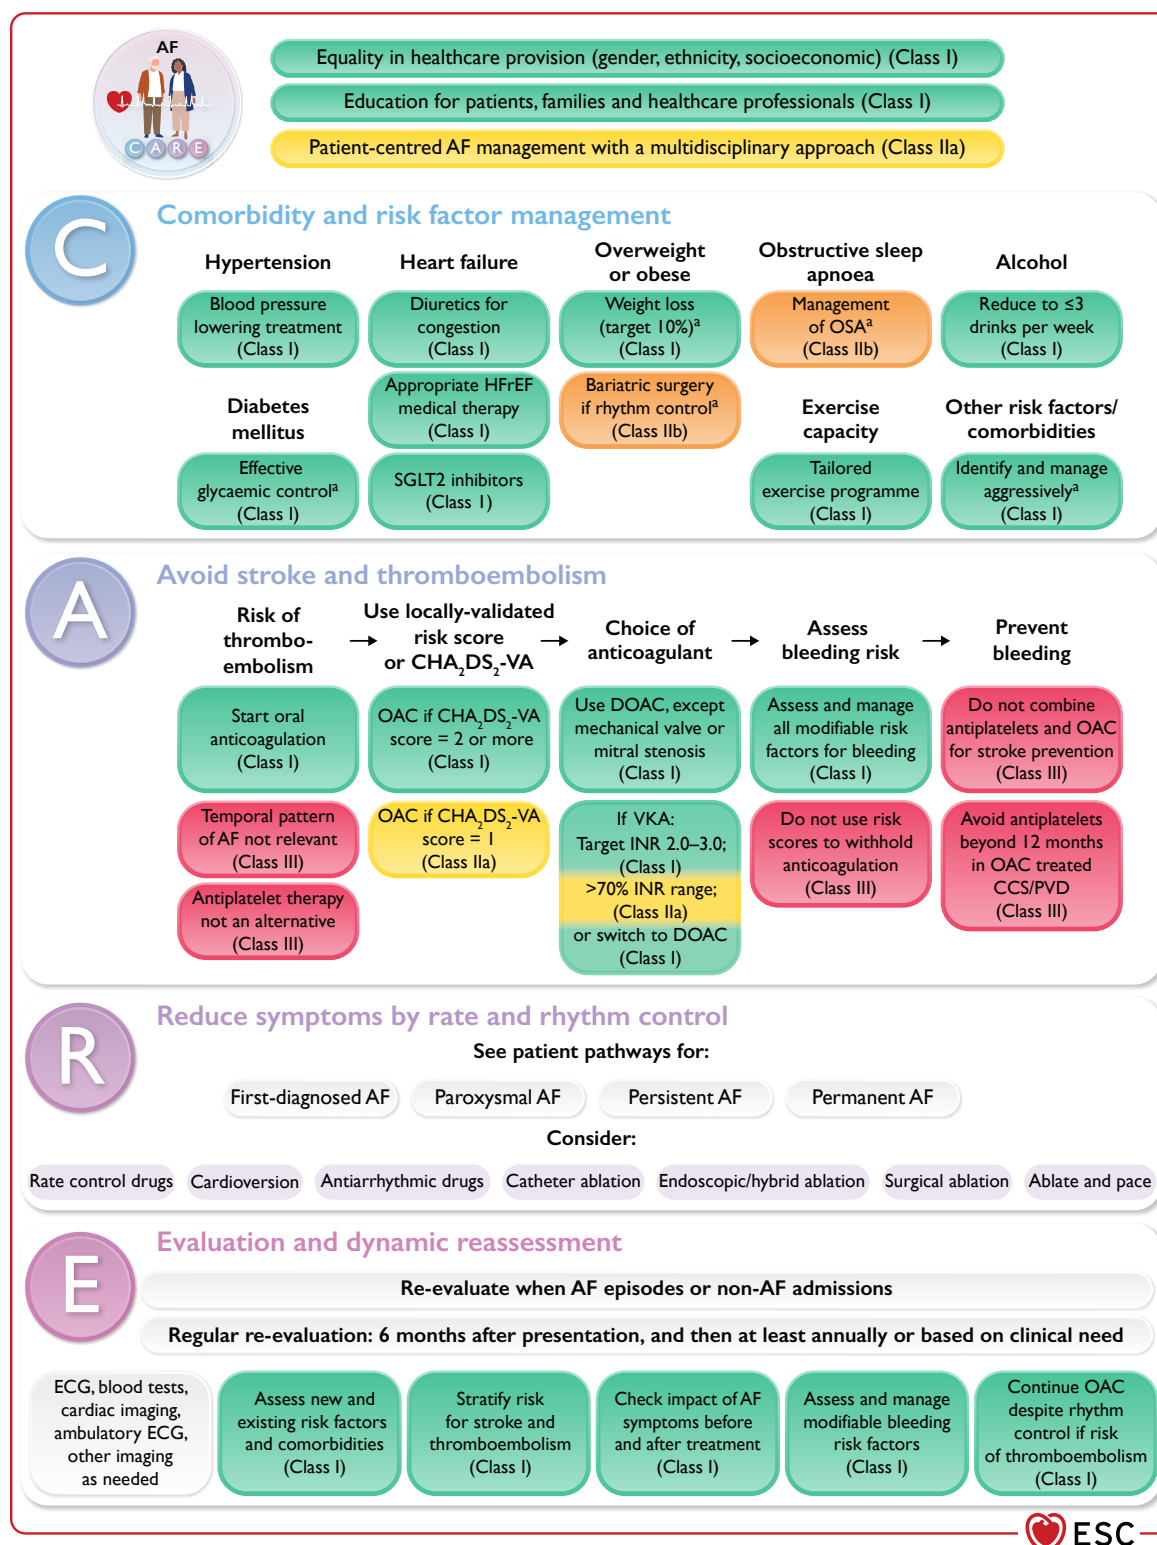 AF
C A R E
Equality in healthcare provision (gender, ethnicity, socioeconomic) (Class I)
Education for patients, families and healthcare professionals (Class I)
Patient-centred AF management with a multidisciplinary approach (Class IIa)
C
Comorbidity and risk factor management
Hypertension
Blood pressure
lowering treatment
(Class I)
Diabetes
mellitus
Effective
glycaemic controlᵃ
(Class I)
Heart failure
Diuretics for
congestion
(Class I)
Appropriate HFrEF
medical therapy
(Class I)
SGLT2 inhibitors
(Class 1)
Overweight
or obese
Weight loss
(target 10%)ᵃ
(Class I)
Bariatric surgery
if rhythm controlᵃ
(Class IIb)
Obstructive sleep
apnoea
Management
of OSAᵃ
(Class IIb)
Exercise
capacity
Tailored
exercise programme
(Class I)
Alcohol
Reduce to ≤3
drinks per week
(Class I)
Other risk factors/
comorbidities
Identify and manage
aggressivelyᵃ
(Class I)
A
Avoid stroke and thromboembolism
Risk of
thrombo-
embolism
Start oral
anticoagulation
(Class I)
Temporal pattern
of AF not relevant
(Class III)
Antiplatelet therapy
not an alternative
(Class III)
Use locally-validated
risk score
or CHA₂DS₂-VA
OAC if CHA₂DS₂-VA
score = 2 or more
(Class I)
OAC if CHA₂DS₂-VA
score = 1
(Class IIa)
Choice of
anticoagulant
Use DOAC, except
mechanical valve or
mitral stenosis
(Class I)
If VKA:
Target INR 2.0–3.0;
(Class I)
>70% INR range;
(Class IIa)
or switch to DOAC
(Class I)
Assess
bleeding risk
Assess and manage
all modifiable risk
factors for bleeding
(Class I)
Do not use risk
scores to withhold
anticoagulation
(Class III)
Prevent
bleeding
Do not combine
antiplatelets and OAC
for stroke prevention
(Class III)
Avoid antiplatelets
beyond 12 months
in OAC treated
CCS/PVD
(Class III)
R
Reduce symptoms by rate and rhythm control
See patient pathways for:
First-diagnosed AF
Paroxysmal AF
Persistent AF
Permanent AF
Consider:
Rate control drugs
Cardioversion
Antiarrhythmic drugs
Catheter ablation
Endoscopic/hybrid ablation
Surgical ablation
Ablate and pace
E
Evaluation and dynamic reassessment
Re-evaluate when AF episodes or non-AF admissions
Regular re-evaluation: 6 months after presentation, and then at least annually or based on clinical need
ECG, blood tests,
cardiac imaging,
ambulatory ECG,
other imaging
as needed
Assess new and
existing risk factors
and comorbidities
(Class I)
Stratify risk
for stroke and
thromboembolism
(Class I)
Check impact of AF
symptoms before
and after treatment
(Class I)
Assess and manage
modifiable bleeding
risk factors
(Class I)
Continue OAC
despite rhythm
control if risk
of thromboembolism
(Class I)
ESC